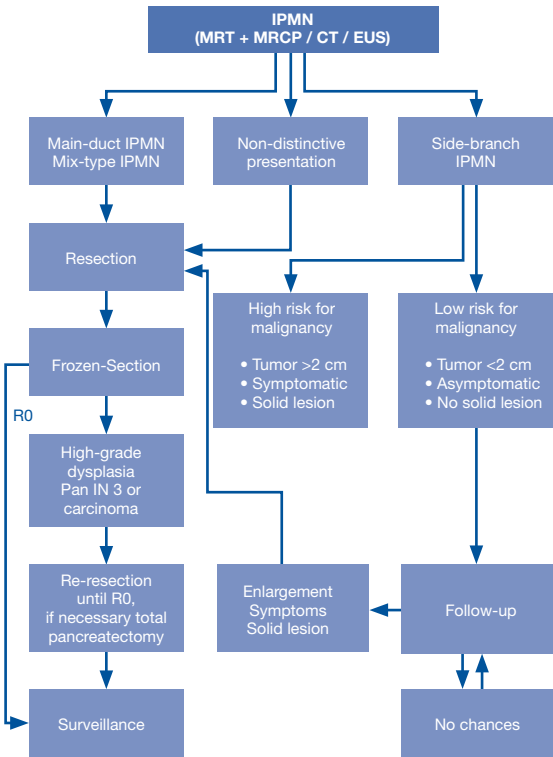 IPMN
(MRT + MRCP / CT / EUS)
Main-duct IPMN
Mix-type IPMN
Non-distinctive
presentation
Side-branch
IPMN
Resection
High risk for
malignancy
• Tumor >2 cm
• Symptomatic
• Solid lesion
Low risk for
malignancy
• Tumor <2 cm
• Asymptomatic
• No solid lesion
Frozen-Section
R0
High-grade
dysplasia
Pan IN 3 or
carcinoma
Re-resection
until R0,
if necessary total
pancreatectomy
Enlargement
Symptoms
Solid lesion
Follow-up
Surveillance
No chances